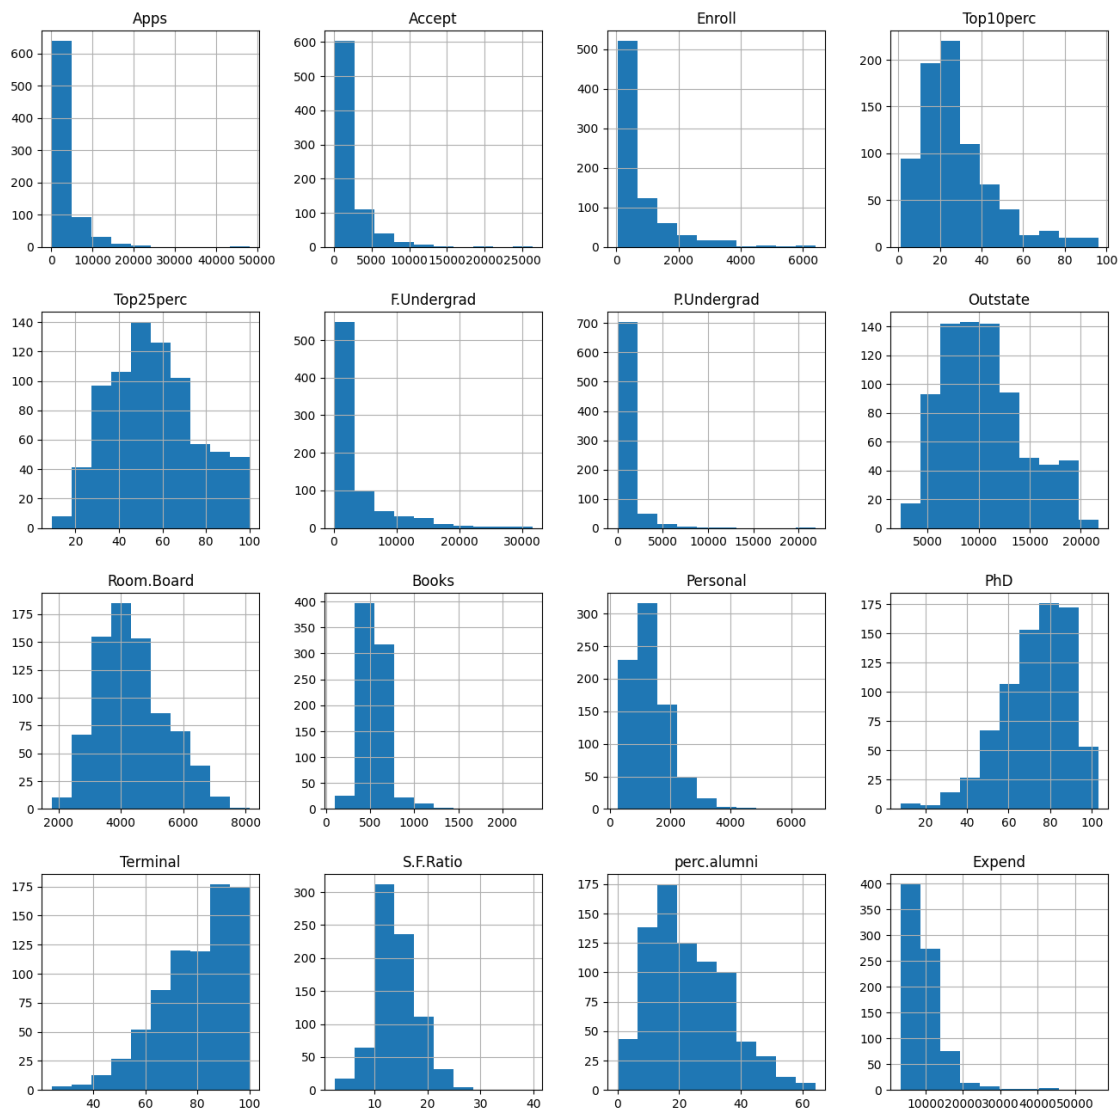 Apps Accept Enroll Top10perc
600 500 400 300 200 100 0
0 10000 20000 30000 40000 50000
600 500 400 300 200 100 0
0 5000 10000 15000 20000 25000
500 400 300 200 100 0
0 2000 4000 6000
200 150 100 50 0
0 20 40 60 80 100
Top25perc F.Undergrad P.Undergrad Outstate
140 120 100 80 60 40 20 0
20 40 60 80 100
500 400 300 200 100 0
0 10000 20000 30000
700 600 500 400 300 200 100 0
0 5000 10000 15000 20000
140 120 100 80 60 40 20 0
5000 10000 15000 20000
Room.Board Books Personal PhD
175 150 125 100 75 50 25 0
2000 4000 6000 8000
400 350 300 250 200 150 100 50 0
0 500 1000 1500 2000
300 250 200 150 100 50 0
0 2000 4000 6000
175 150 125 100 75 50 25 0
20 40 60 80 100
Terminal S.F.Ratio perc.alumni Expend
175 150 125 100 75 50 25 0
40 60 80 100
300 250 200 150 100 50 0
10 20 30 40
175 150 125 100 75 50 25 0
0 20 40 60
400 350 300 250 200 150 100 50 0
10000 20000 30000 40000 50000